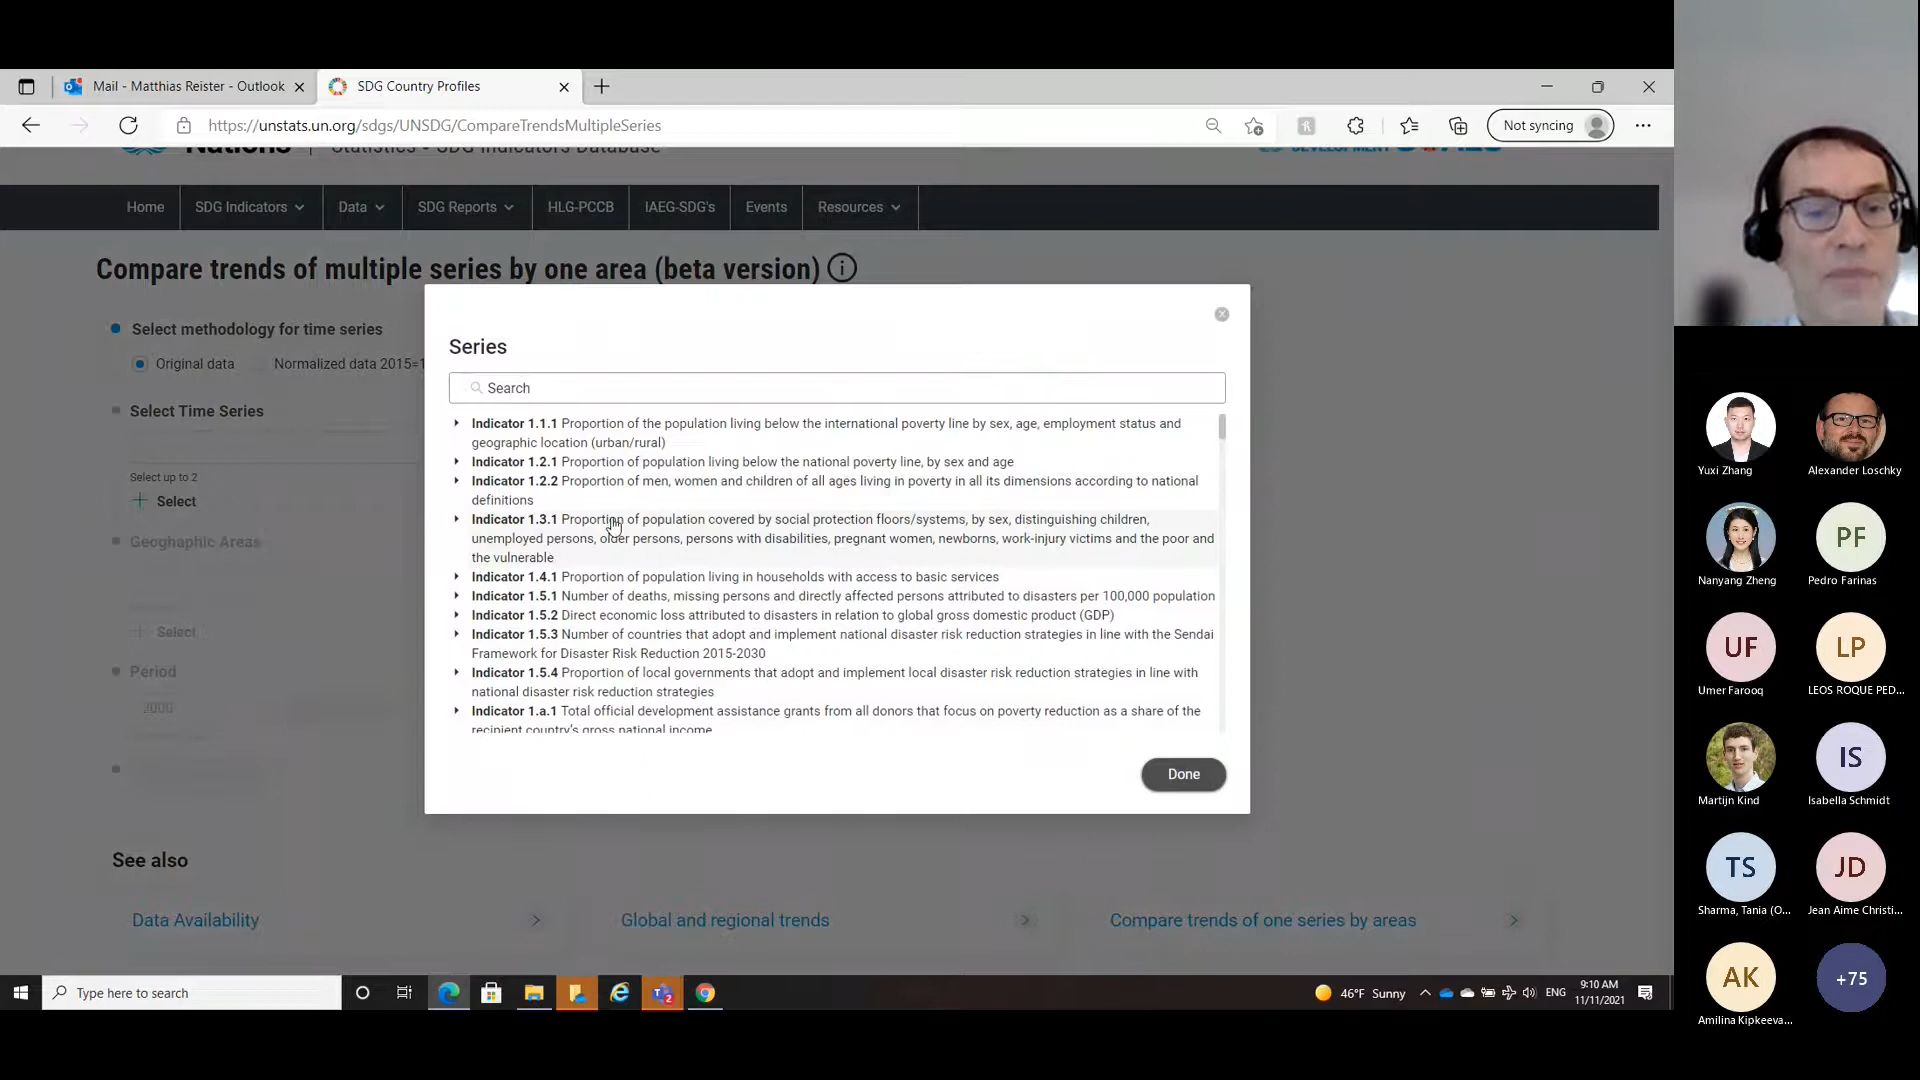 Mail - Matthias Reister - Outlook
SDG Country Profiles
https://unstats.un.org/sdgs/UNSDG/CompareTrendsMultipleSeries
Not syncing
Nations | Statistics - SDG Indicators Database
DEVELOPMENT GOALS
Home
SDG Indicators
Data
SDG Reports
HLG-PCCB
IAEG-SDG's
Events
Resources
Compare trends of multiple series by one area (beta version)
Select methodology for time series
Original data
Normalized data 2015=1
Select Time Series
Select up to 2
Select
Geoghaphic Areas
Select
Period
2000
Series
Search
Indicator 1.1.1 Proportion of the population living below the international poverty line by sex, age, employment status and
geographic location (urban/rural)
Indicator 1.2.1 Proportion of population living below the national poverty line, by sex and age
Indicator 1.2.2 Proportion of men, women and children of all ages living in poverty in all its dimensions according to national
definitions
Indicator 1.3.1 Proportion of population covered by social protection floors/systems, by sex, distinguishing children,
unemployed persons, older persons, persons with disabilities, pregnant women, newborns, work-injury victims and the poor and
the vulnerable
Indicator 1.4.1 Proportion of population living in households with access to basic services
Indicator 1.5.1 Number of deaths, missing persons and directly affected persons attributed to disasters per 100,000 population
Indicator 1.5.2 Direct economic loss attributed to disasters in relation to global gross domestic product (GDP)
Indicator 1.5.3 Number of countries that adopt and implement national disaster risk reduction strategies in line with the Sendai
Framework for Disaster Risk Reduction 2015-2030
Indicator 1.5.4 Proportion of local governments that adopt and implement local disaster risk reduction strategies in line with
national disaster risk reduction strategies
Indicator 1.a.1 Total official development assistance grants from all donors that focus on poverty reduction as a share of the
recipient country's gross national income
Done
See also
Data Availability
Global and regional trends
Compare trends of one series by areas
Type here to search
46°F Sunny
ENG
9:10 AM
11/11/2021
Yuxi Zhang
Alexander Loschky
Nanyang Zheng
PF
Pedro Farinas
UF
Umer Farooq
LP
LEOS ROQUE PED...
Martijn Kind
IS
Isabella Schmidt
TS
Sharma, Tania (O...
JD
Jean Aime Christi...
AK
Amilina Kipkeeva...
+75